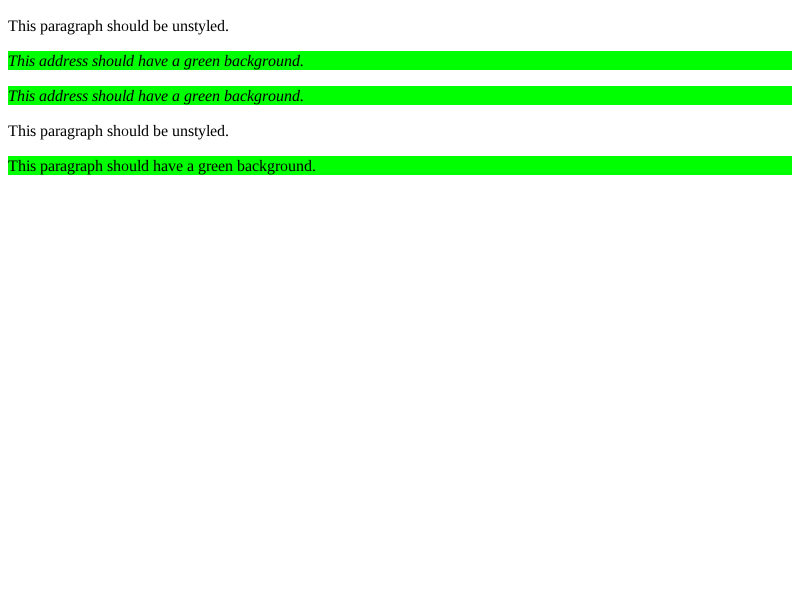 This paragraph should be unstyled.
This address should have a green background.
This address should have a green background.
This paragraph should be unstyled.
This paragraph should have a green background.